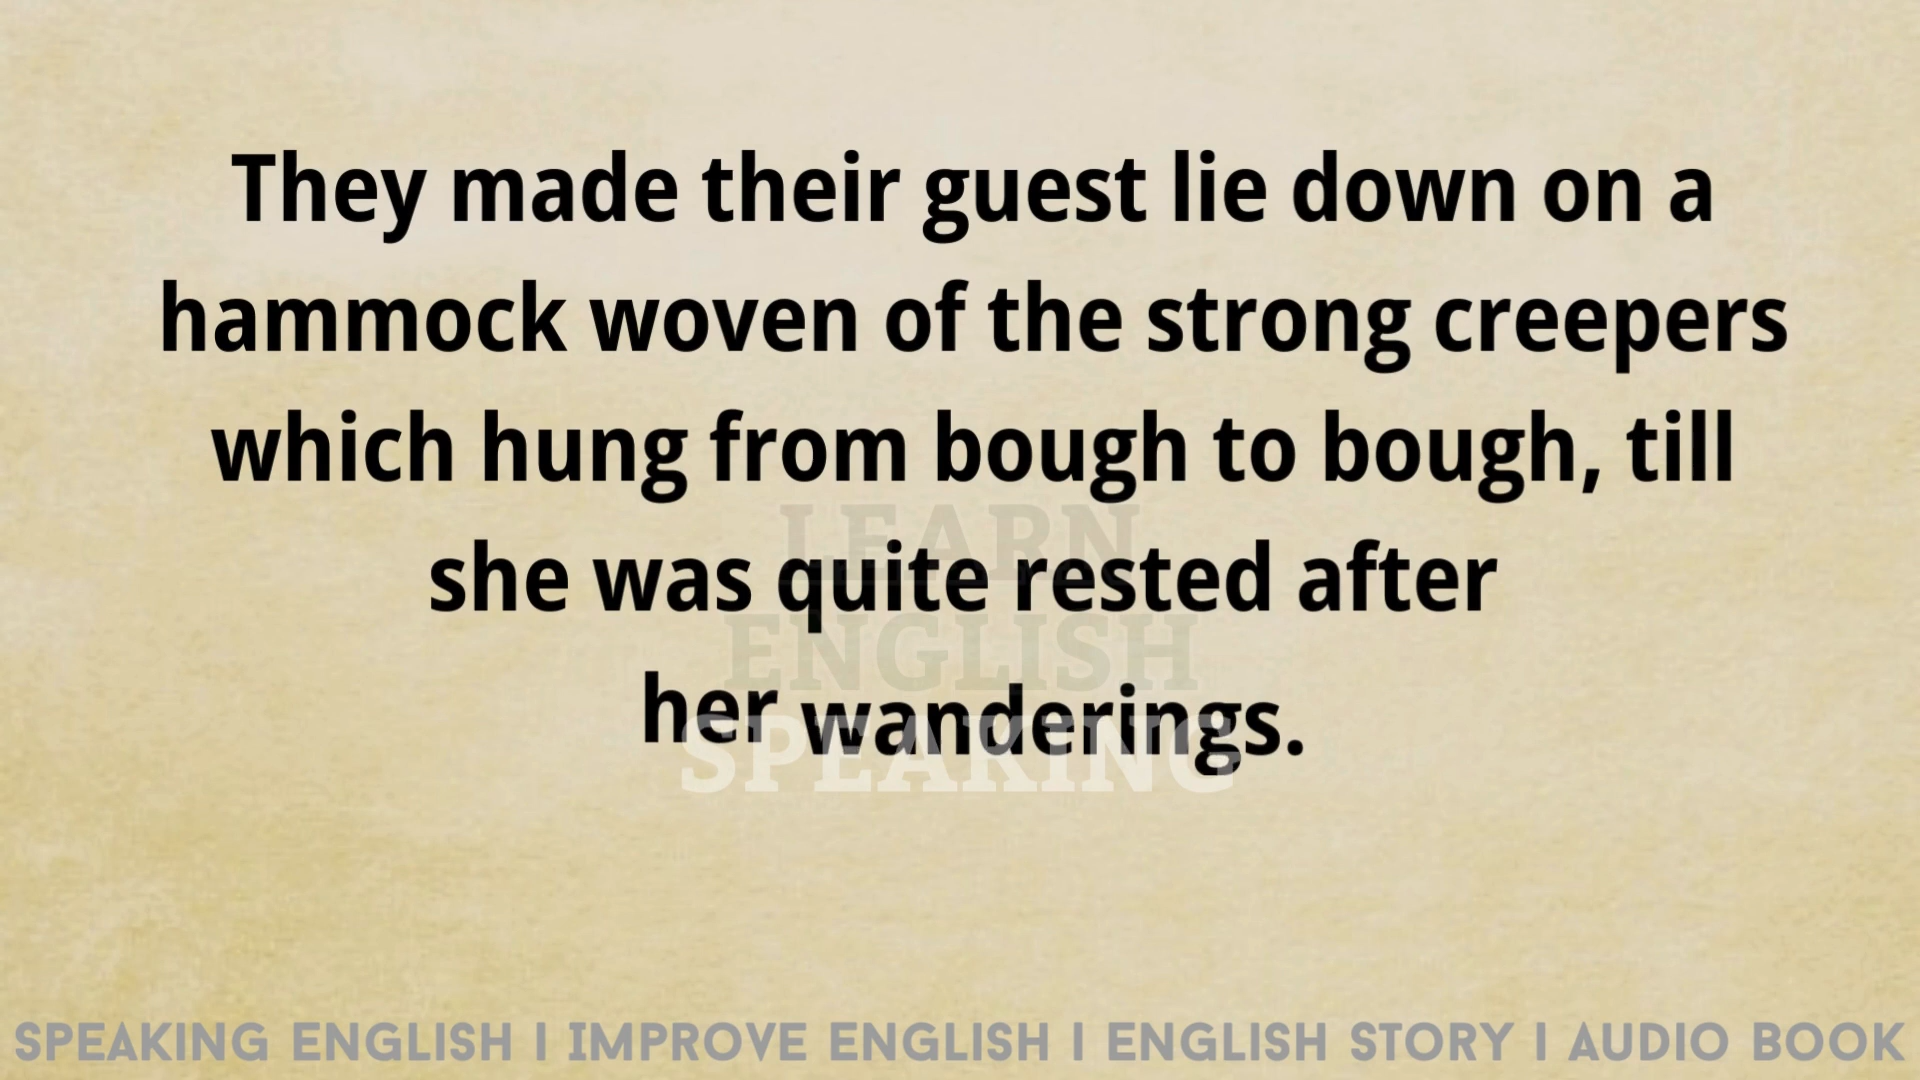 They made their guest lie down on a
hammock woven of the strong creepers
which hung from bough to bough, till
she was quite rested after
her wanderings.
LEARN
ENGLISH
SPEAKING
SPEAKING ENGLISH I IMPROVE ENGLISH I ENGLISH STORY I AUDIO BOOK